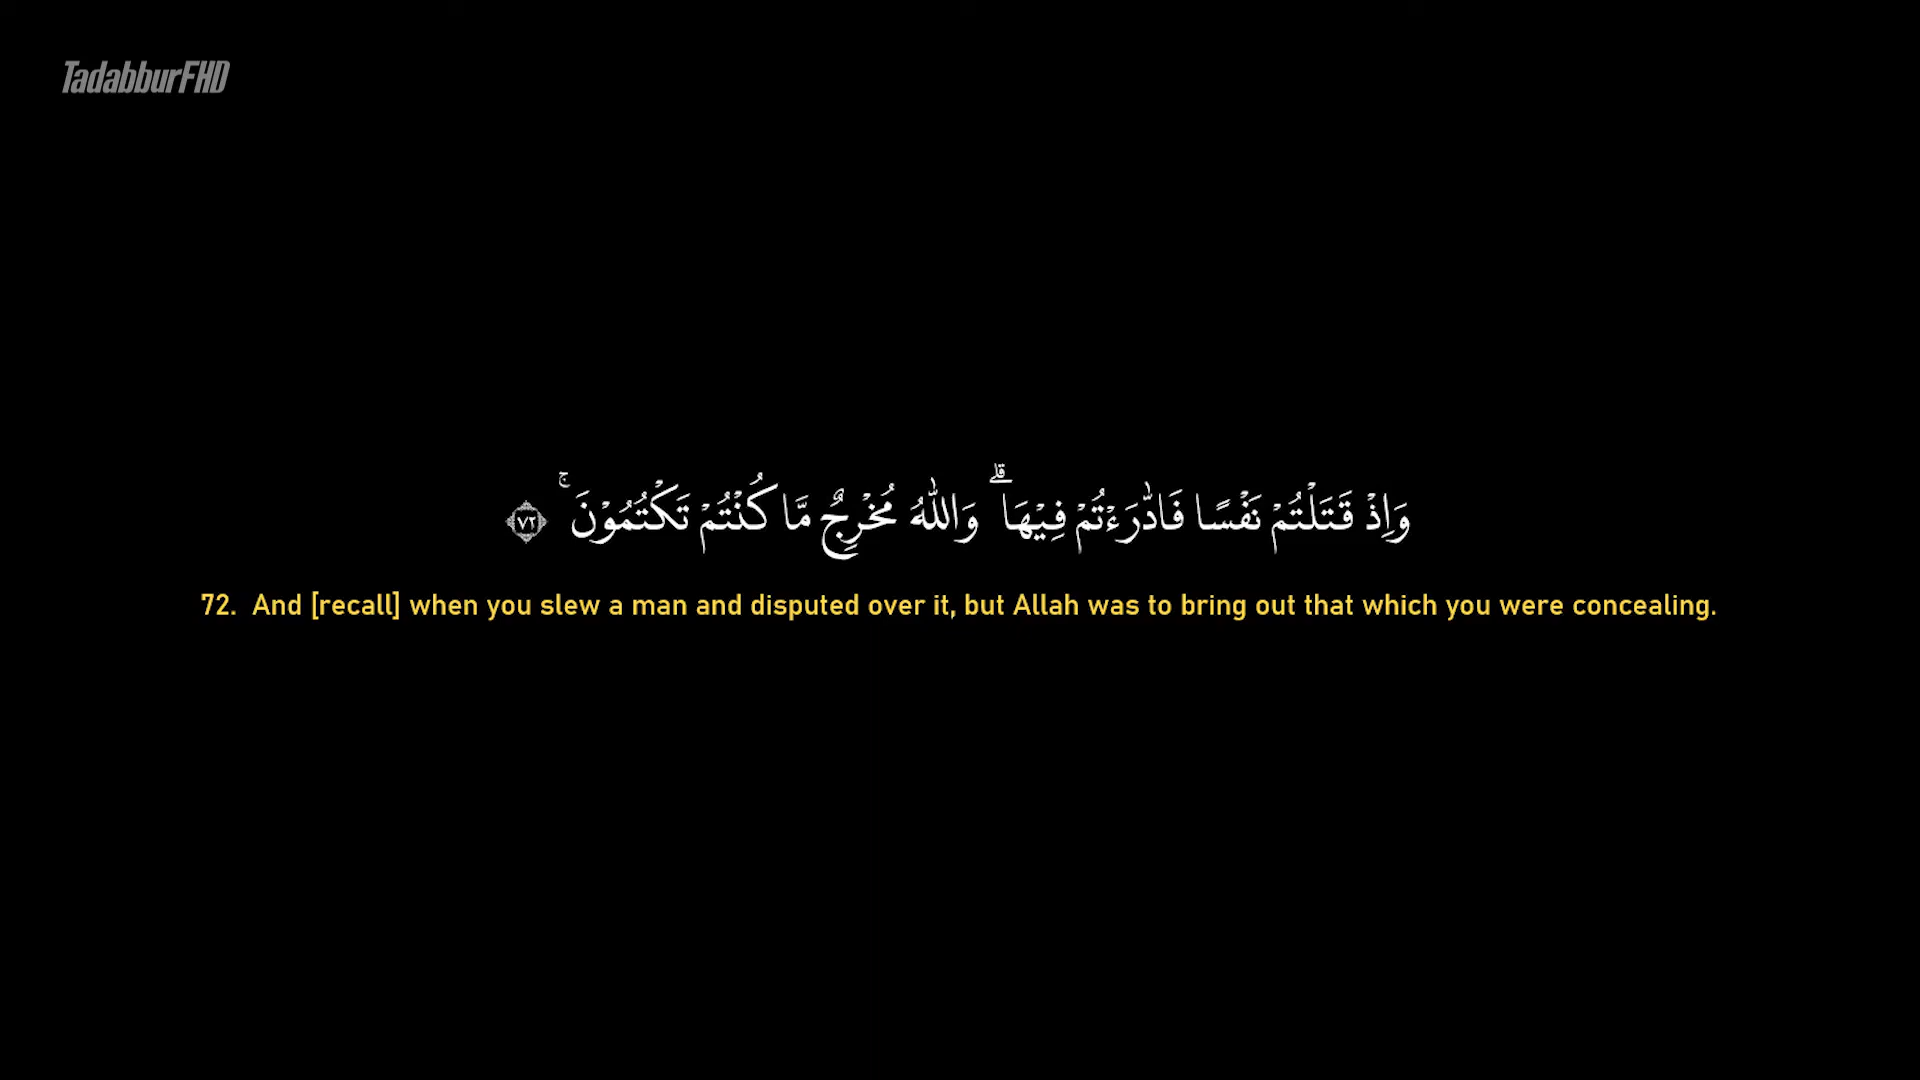 TadabburFHD
وَاِذْ قَتَلْتُمْ نَفْسًا فَادّٰرَءْتُمْ فِيْهَا ۗ وَاللّٰهُ مُخْرِجٌ مَّا كُنْتُمْ تَكْتُمُوْنَ ۚ ٧٢
72. And [recall] when you slew a man and disputed over it, but Allah was to bring out that which you were concealing.